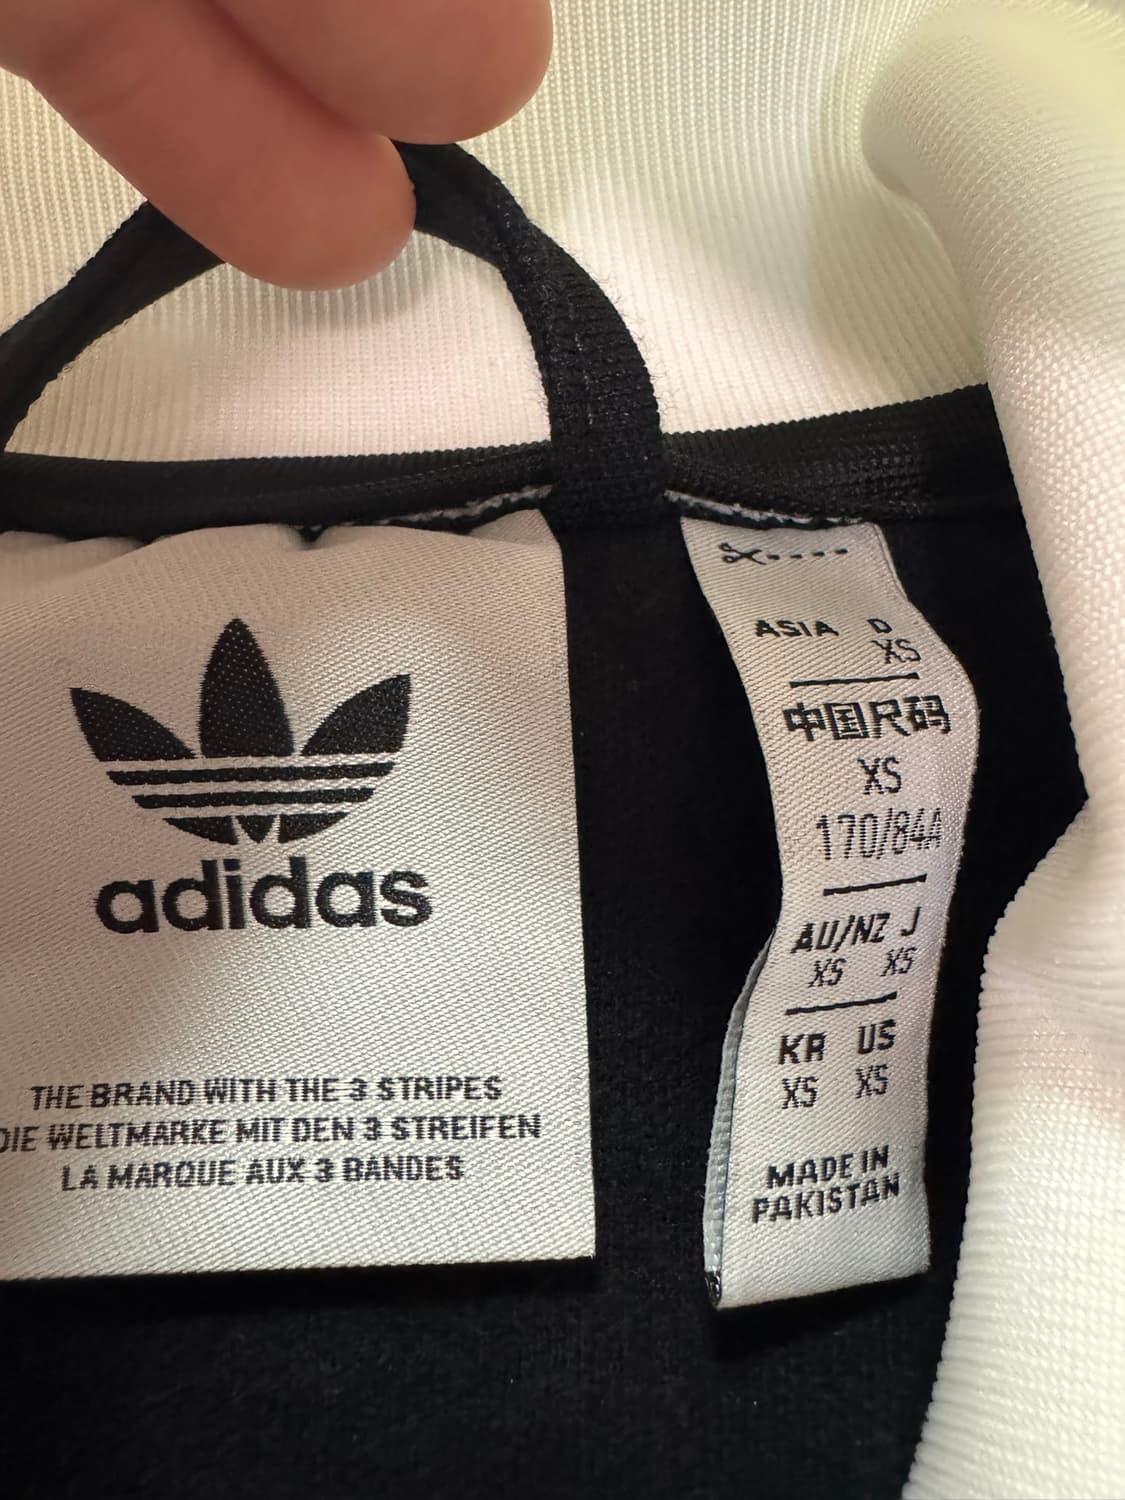 adidas
THE BRAND WITH THE 3 STRIPES
DIE WELTMARKE MIT DEN 3 STREIFEN
LA MARQUE AUX 3 BANDES
ASIA D
XS
中国尺码
XS
170/84A
AU/NZ J
XS XS
KR US
XS XS
MADE IN
PAKISTAN